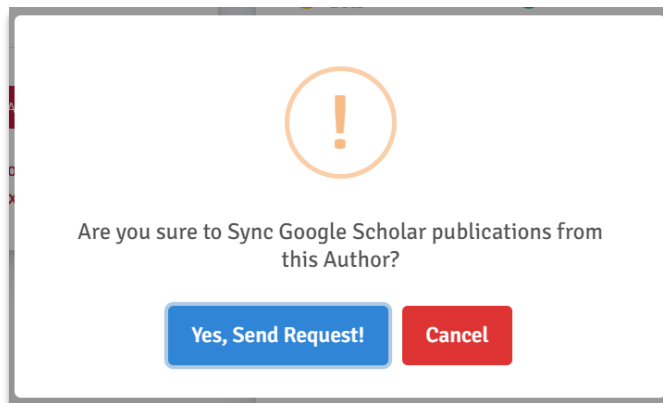 !
Are you sure to Sync Google Scholar publications from
this Author?
Yes, Send Request!
Cancel